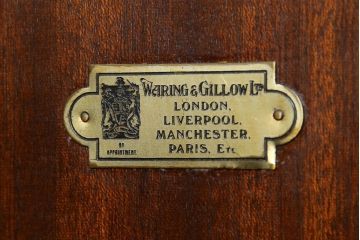 WARING & GILLOW LTD
LONDON.
LIVERPOOL.
MANCHESTER.
PARIS. ETC
BY
APPOINTMENT